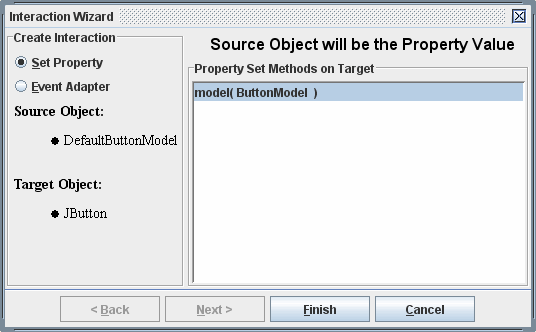 Interaction Wizard
Create Interaction
Set Property
Event Adapter
Source Object:
DefaultButtonModel
Target Object:
JButton
Source Object will be the Property Value
Property Set Methods on Target
model( ButtonModel )
< Back
Next >
Finish
Cancel